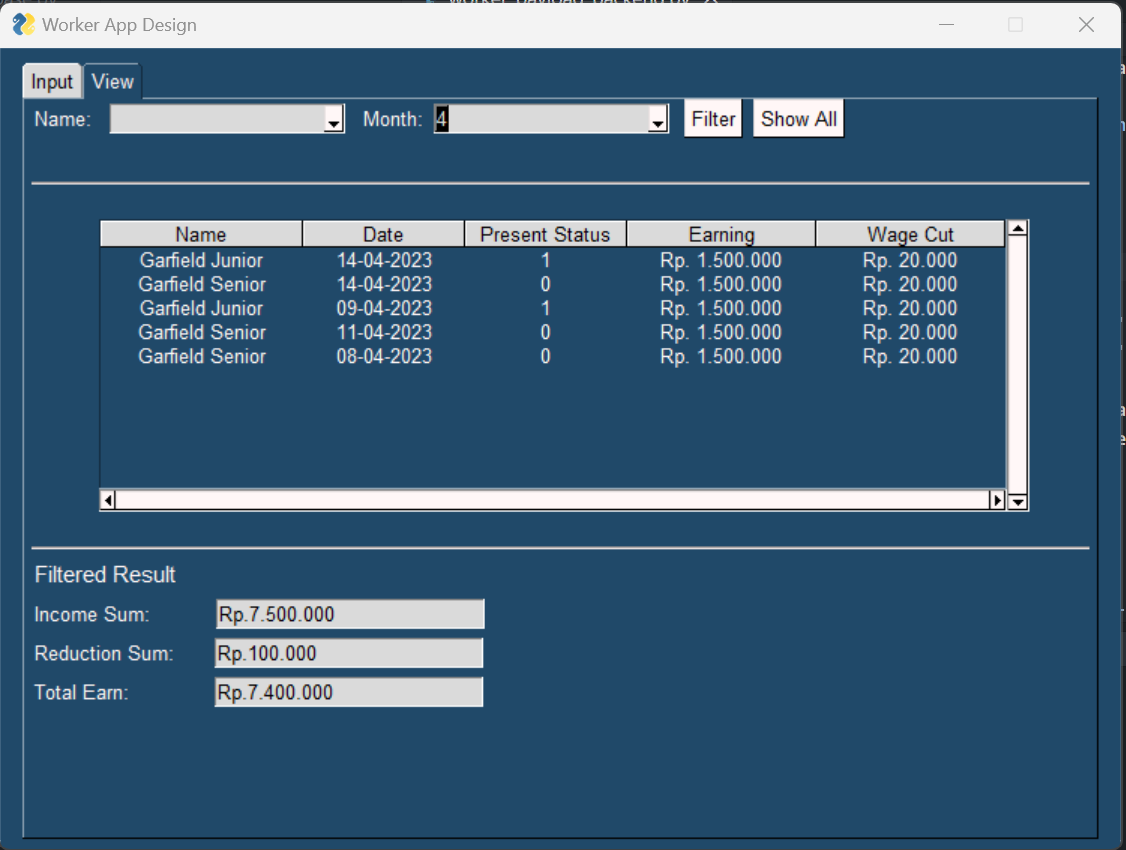 Worker App Design
Input View
Name: Month: 4 Filter Show All
Name Date Present Status Earning Wage Cut
Garfield Junior 14-04-2023 1 Rp. 1.500.000 Rp. 20.000
Garfield Senior 14-04-2023 0 Rp. 1.500.000 Rp. 20.000
Garfield Junior 09-04-2023 1 Rp. 1.500.000 Rp. 20.000
Garfield Senior 11-04-2023 0 Rp. 1.500.000 Rp. 20.000
Garfield Senior 08-04-2023 0 Rp. 1.500.000 Rp. 20.000
Filtered Result
Income Sum: Rp.7.500.000
Reduction Sum: Rp.100.000
Total Earn: Rp.7.400.000